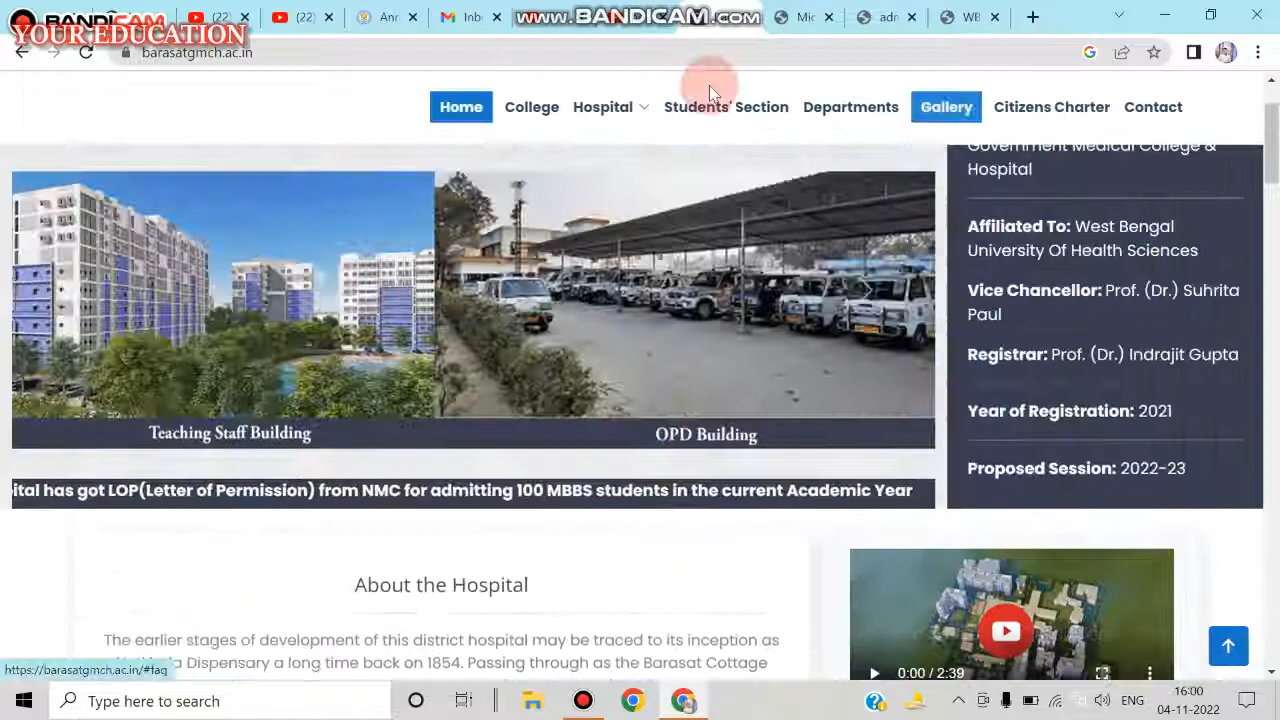 BANDICAM
www.BANDICAM.com
YOUR EDUCATION
(22)
(22
Inb
WB
barasatgmch.ac.in
Home College Hospital Students' Section Departments Gallery Citizens Charter Contact
Government Medical College &
Hospital
Affiliated To: West Bengal
University Of Health Sciences
Vice Chancellor: Prof. (Dr.) Suhrita
Paul
Registrar: Prof. (Dr.) Indrajit Gupta
Year of Registration: 2021
Proposed Session: 2022-23
Teaching Staff Building
OPD Building
ital has got LOP(Letter of Permission) from NMC for admitting 100 MBBS students in the current Academic Year
About the Hospital
The earlier stages of development of this district hospital may be traced to its inception as
Dispensary a long time back on 1854. Passing through as the Barasat Cottage
0:00 / 2:39
https://barasatgmch.ac.in/#faq
Type here to search
ENG
16:00
04-11-2022